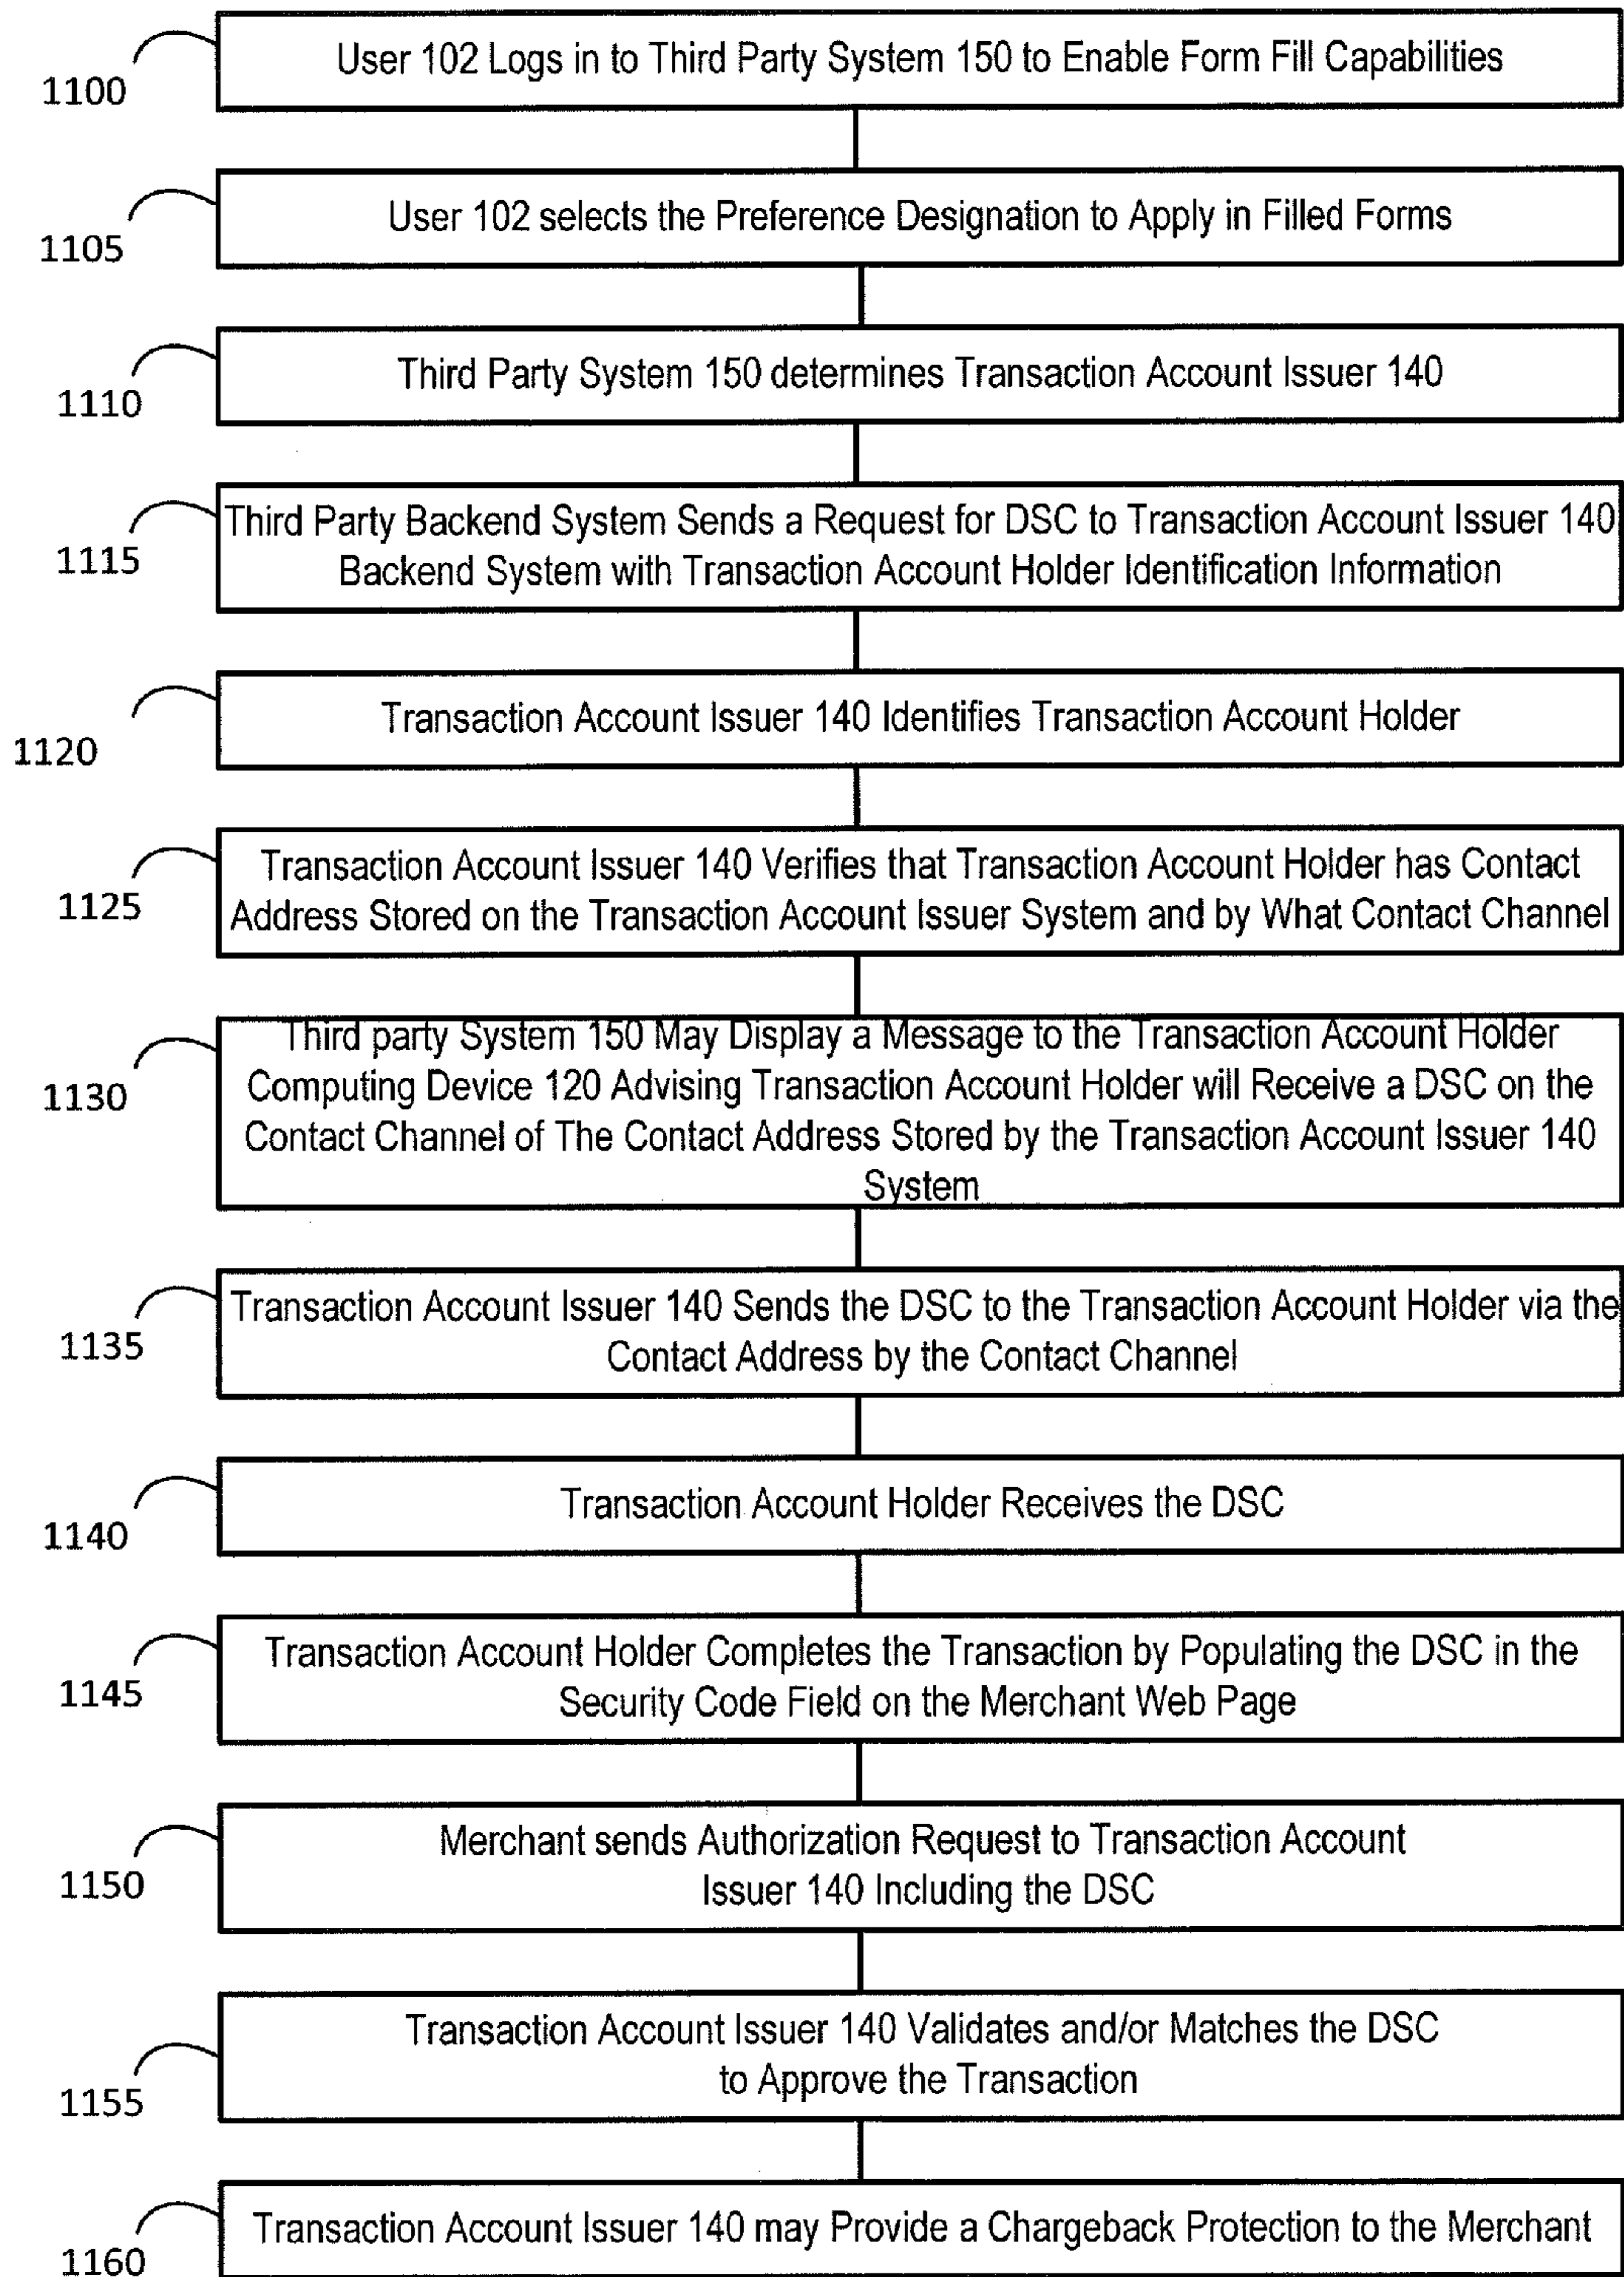 1100
User 102 Logs in to Third Party System 150 to Enable Form Fill Capabilities
1105
User 102 selects the Preference Designation to Apply in Filled Forms
1110
Third Party System 150 determines Transaction Account Issuer 140
1115
Third Party Backend System Sends a Request for DSC to Transaction Account Issuer 140
Backend System with Transaction Account Holder Identification Information
1120
Transaction Account Issuer 140 Identifies Transaction Account Holder
1125
Transaction Account Issuer 140 Verifies that Transaction Account Holder has Contact
Address Stored on the Transaction Account Issuer System and by What Contact Channel
1130
Third party System 150 May Display a Message to the Transaction Account Holder
Computing Device 120 Advising Transaction Account Holder will Receive a DSC on the
Contact Channel of The Contact Address Stored by the Transaction Account Issuer 140
System
1135
Transaction Account Issuer 140 Sends the DSC to the Transaction Account Holder via the
Contact Address by the Contact Channel
1140
Transaction Account Holder Receives the DSC
1145
Transaction Account Holder Completes the Transaction by Populating the DSC in the
Security Code Field on the Merchant Web Page
1150
Merchant sends Authorization Request to Transaction Account
Issuer 140 Including the DSC
1155
Transaction Account Issuer 140 Validates and/or Matches the DSC
to Approve the Transaction
1160
Transaction Account Issuer 140 may Provide a Chargeback Protection to the Merchant